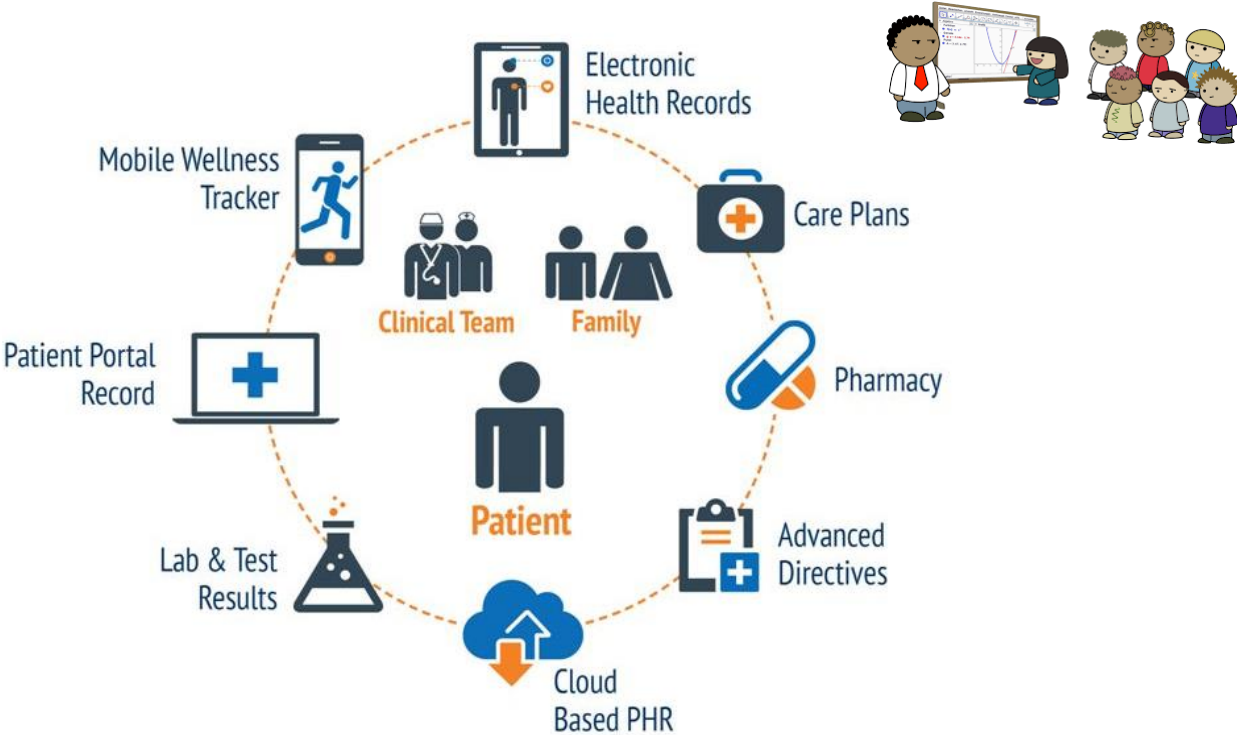 Electronic
Health Records
Mobile Wellness
Tracker
Care Plans
Clinical Team
Family
Patient Portal
Record
Pharmacy
Patient
Advanced
Directives
Lab & Test
Results
Cloud
Based PHR